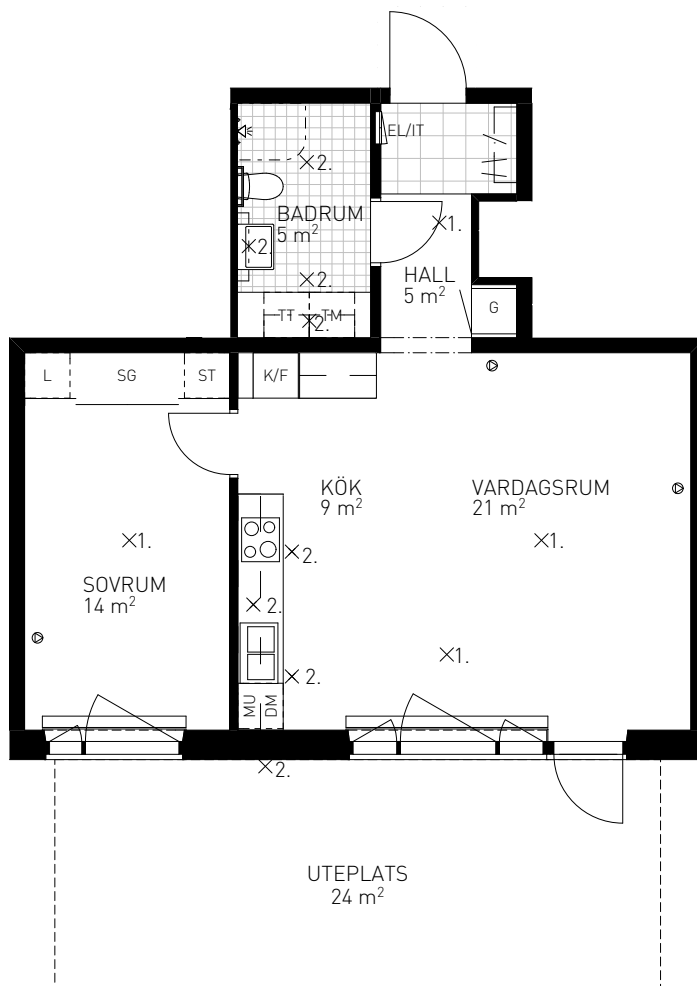 EL/IT
2.
BADRUM
5 m²
1.
2.
HALL
5 m²
2.
G
TT
2.
TM
L
SG
ST
K/F
KÖK
9 m²
VARDAGSRUM
21 m²
1.
2.
1.
SOVRUM
14 m²
2.
1.
2.
MU
DM
2.
UTEPLATS
24 m²